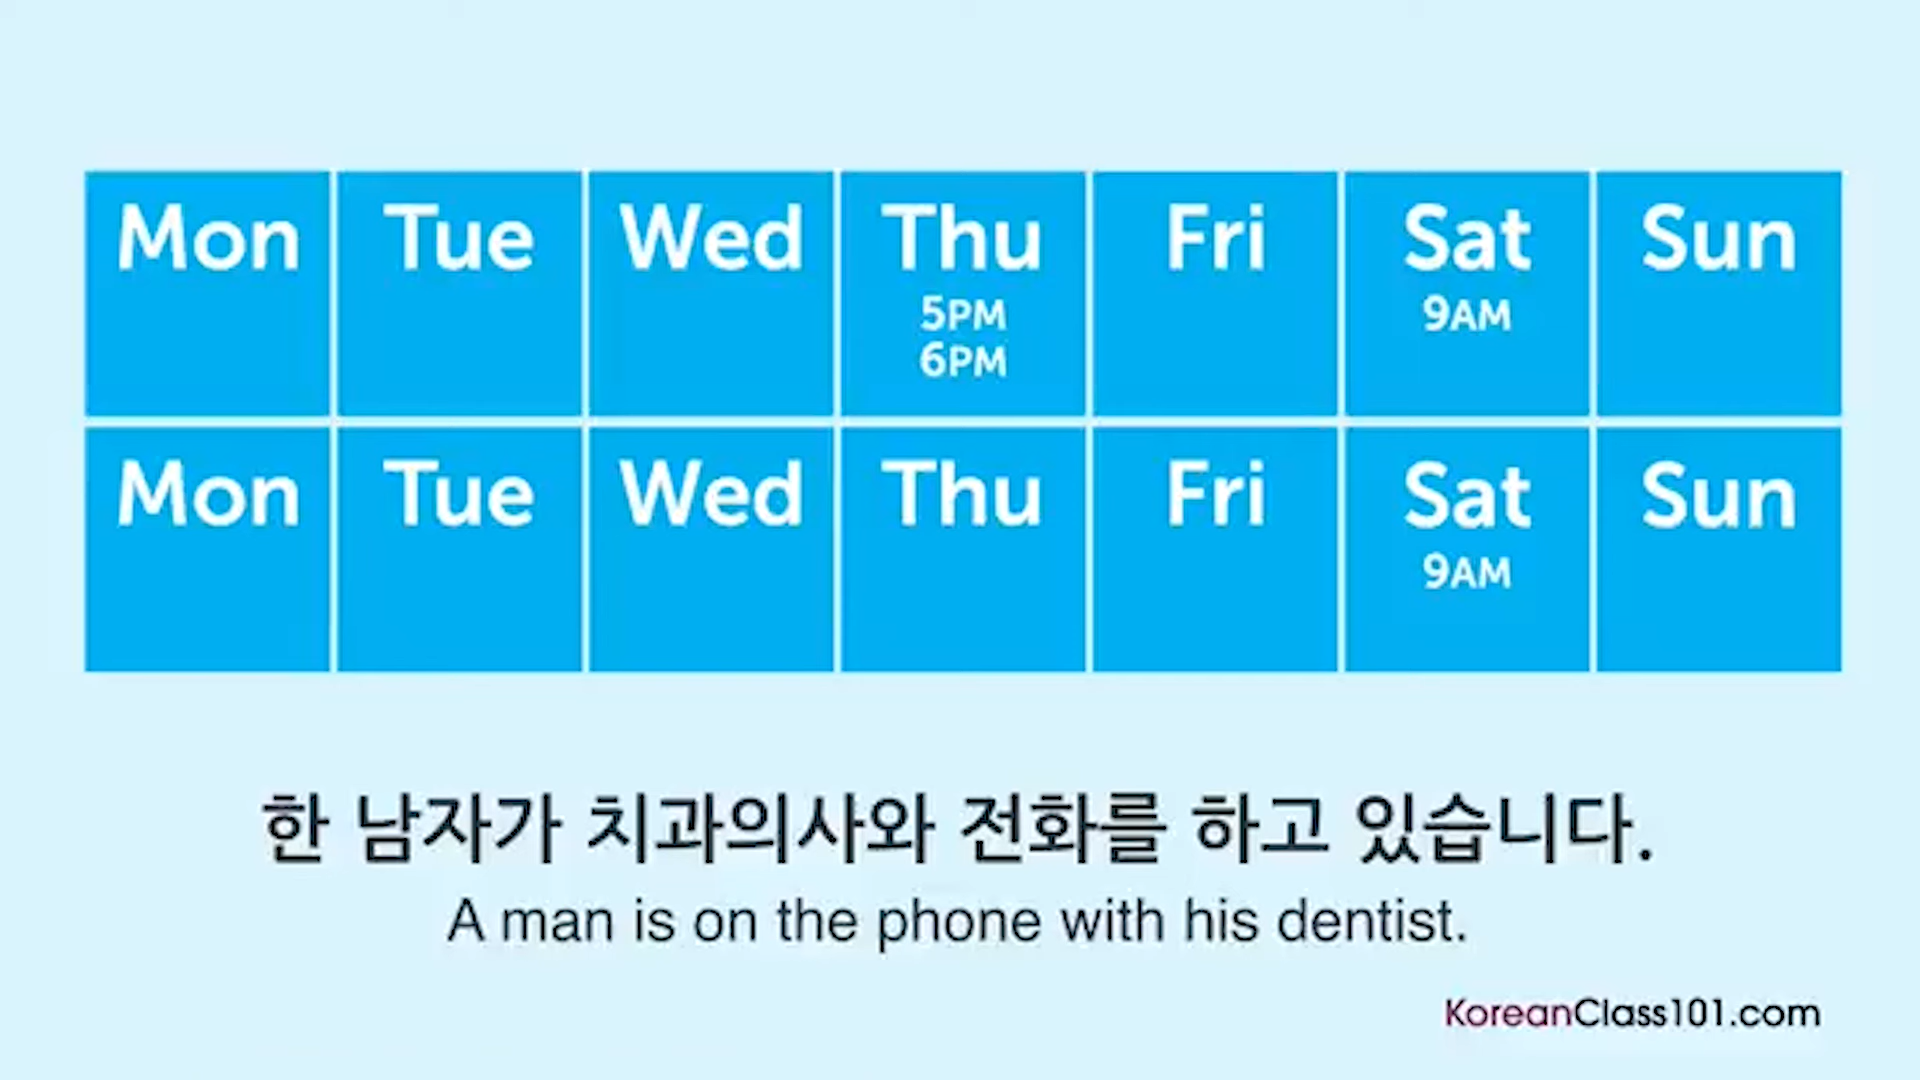 Mon Tue Wed Thu Fri Sat Sun
5PM 9AM
6PM
Mon Tue Wed Thu Fri Sat Sun
9AM
한 남자가 치과의사와 전화를 하고 있습니다.
A man is on the phone with his dentist.
KoreanClass101.com